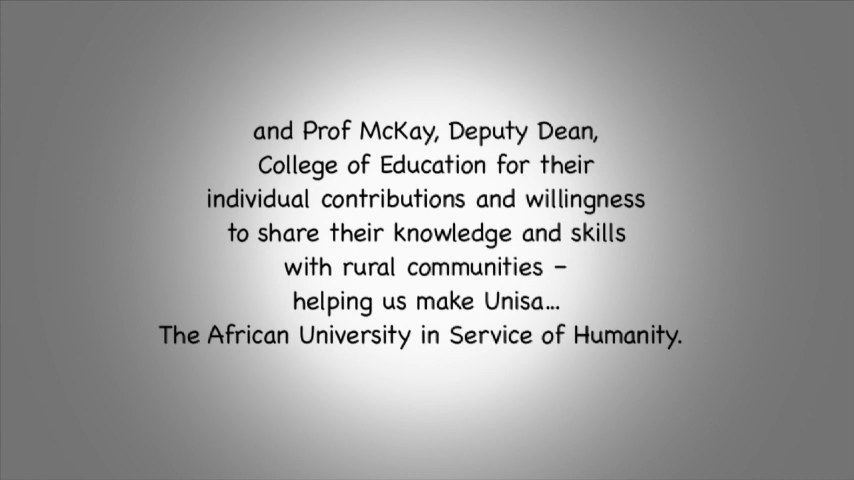 and Prof McKay, Deputy Dean,
College of Education for their
individual contributions and willingness
to share their knowledge and skills
with rural communities –
helping us make Unisa...
The African University in Service of Humanity.